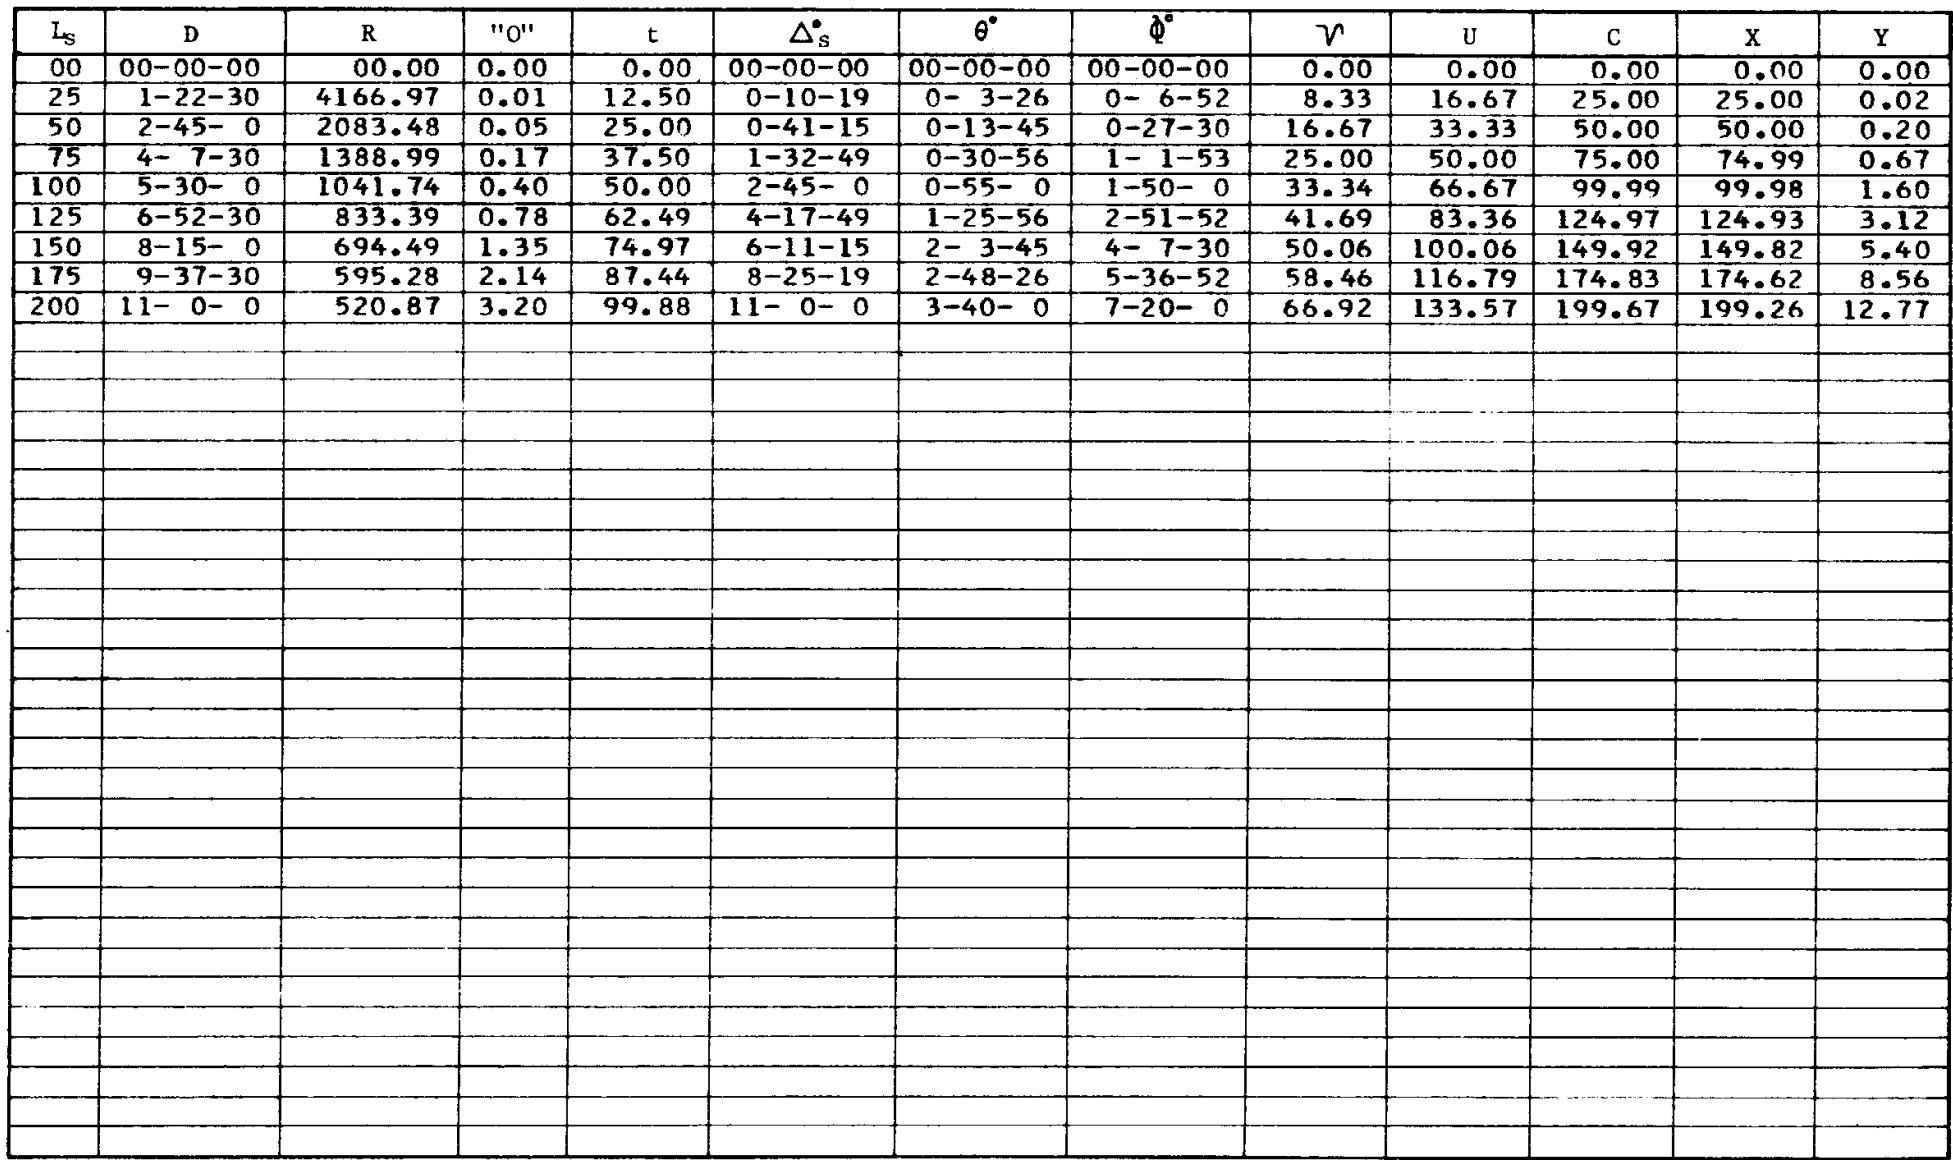 Ls D R "O" t Δ°s θ° Φ° V U C X Y
00 00-00-00 00.00 0.00 0.00 00-00-00 00-00-00 00-00-00 0.00 0.00 0.00 0.00 0.00
25 1-22-30 4166.97 0.01 12.50 0-10-19 0- 3-26 0- 6-52 8.33 16.67 25.00 25.00 0.02
50 2-45- 0 2083.48 0.05 25.00 0-41-15 0-13-45 0-27-30 16.67 33.33 50.00 50.00 0.20
75 4- 7-30 1388.99 0.17 37.50 1-32-49 0-30-56 1- 1-53 25.00 50.00 75.00 74.99 0.67
100 5-30- 0 1041.74 0.40 50.00 2-45- 0 0-55- 0 1-50- 0 33.34 66.67 99.99 99.98 1.60
125 6-52-30 833.39 0.78 62.49 4-17-49 1-25-56 2-51-52 41.69 83.36 124.97 124.93 3.12
150 8-15- 0 694.49 1.35 74.97 6-11-15 2- 3-45 4- 7-30 50.06 100.06 149.92 149.82 5.40
175 9-37-30 595.28 2.14 87.44 8-25-19 2-48-26 5-36-52 58.46 116.79 174.83 174.62 8.56
200 11- 0- 0 520.87 3.20 99.88 11- 0- 0 3-40- 0 7-20- 0 66.92 133.57 199.67 199.26 12.77